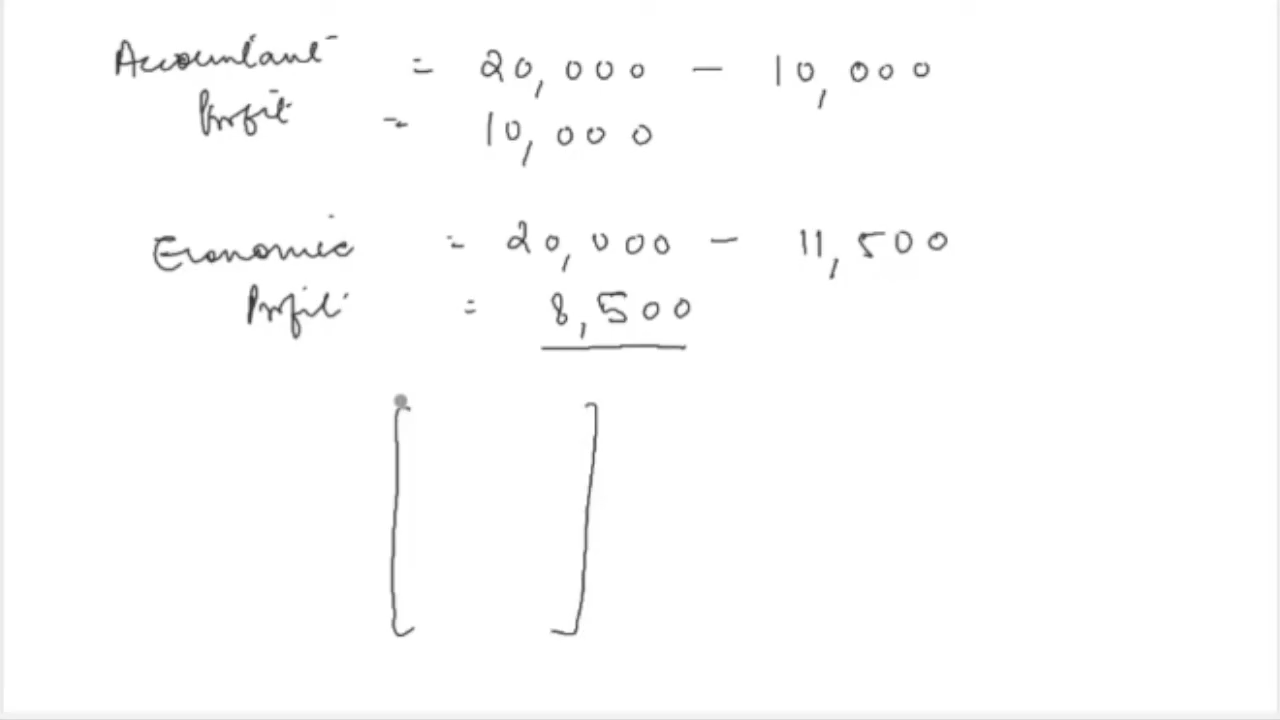 Accountant = 20,000 - 10,000
Profit = 10,000
Economic = 20,000 - 11,500
Profit = 8,500